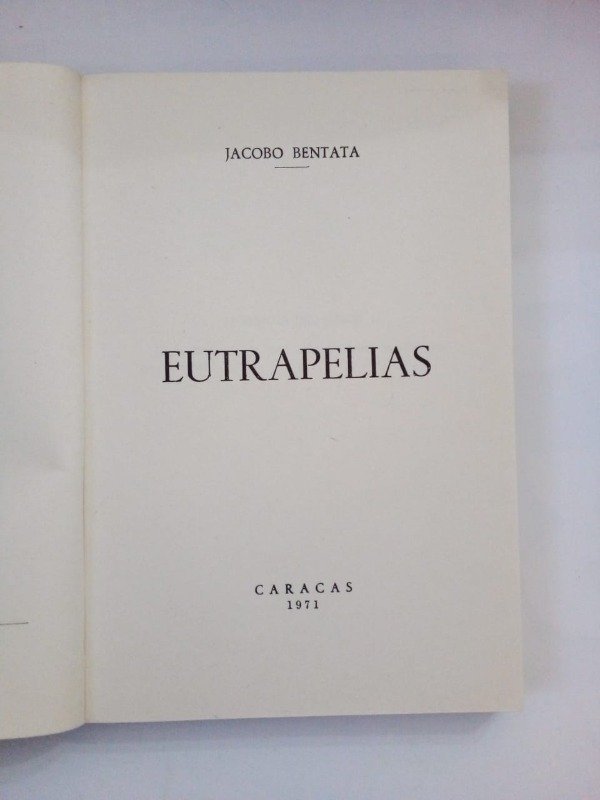 JACOBO BENTATA
EUTRAPELIAS
CARACAS
1971